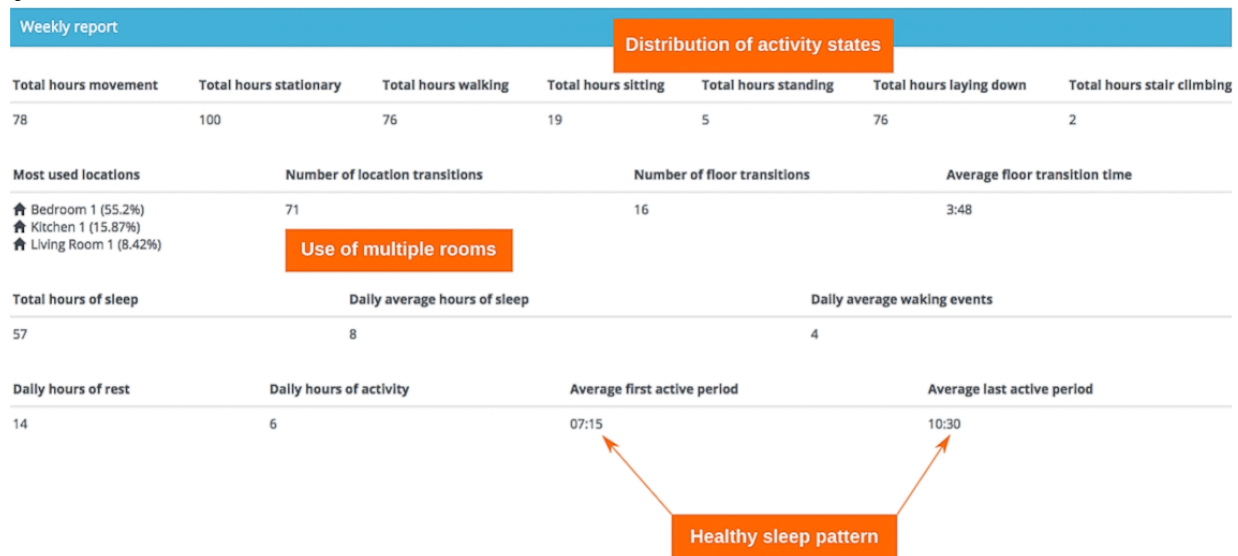 Weekly report
Distribution of activity states
Total hours movement Total hours stationary Total hours walking Total hours sitting Total hours standing Total hours laying down Total hours stair climbing
78 100 76 19 5 76 2
Most used locations Number of location transitions Number of floor transitions Average floor transition time
Bedroom 1 (55.2%) 71 16 3:48
Kitchen 1 (15.87%)
Living Room 1 (8.42%)
Use of multiple rooms
Total hours of sleep Daily average hours of sleep Daily average waking events
57 8 4
Daily hours of rest Daily hours of activity Average first active period Average last active period
14 6 07:15 10:30
Healthy sleep pattern